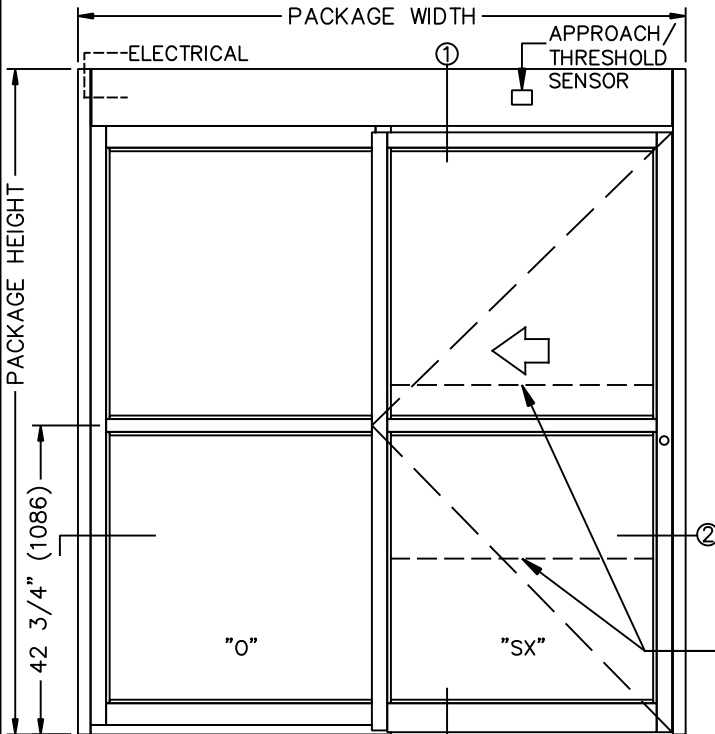 PACKAGE WIDTH
ELECTRICAL
①
APPROACH/
THRESHOLD
SENSOR
PACKAGE HEIGHT
42 3/4" (1086)
②
"O"
"SX"